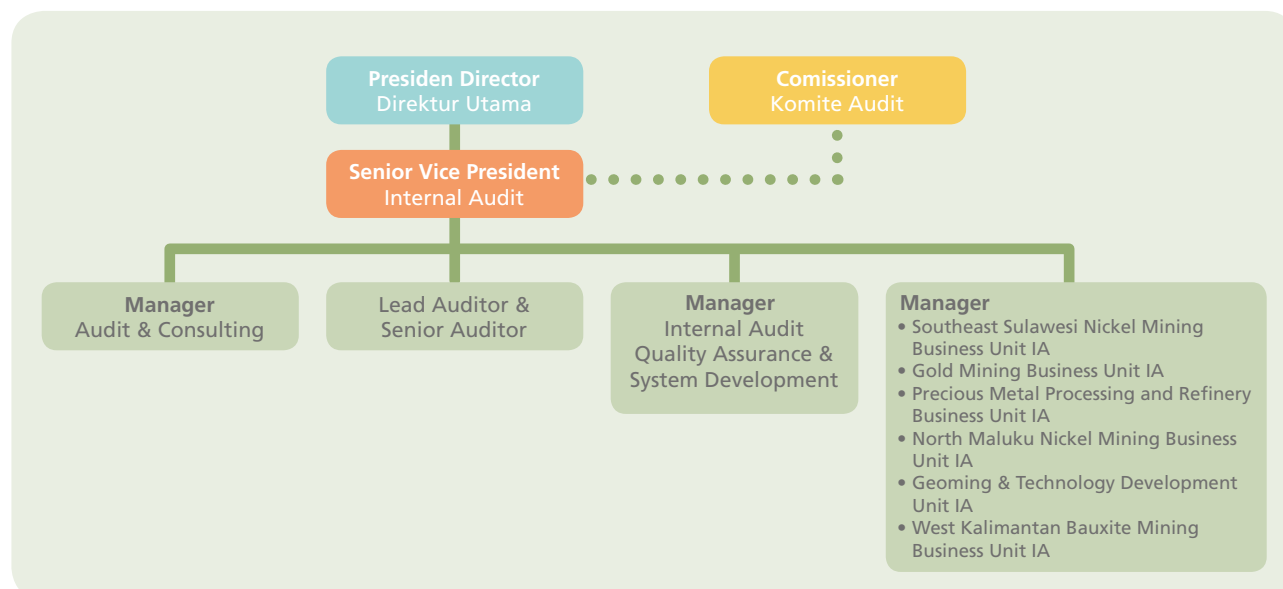 Presiden Director
Direktur Utama
Comissioner
Komite Audit
Senior Vice President
Internal Audit
Manager
Audit & Consulting
Lead Auditor &
Senior Auditor
Manager
Internal Audit
Quality Assurance &
System Development
Manager
• Southeast Sulawesi Nickel Mining
Business Unit IA
• Gold Mining Business Unit IA
• Precious Metal Processing and Refinery
Business Unit IA
• North Maluku Nickel Mining Business
Unit IA
• Geoming & Technology Development
Unit IA
• West Kalimantan Bauxite Mining
Business Unit IA